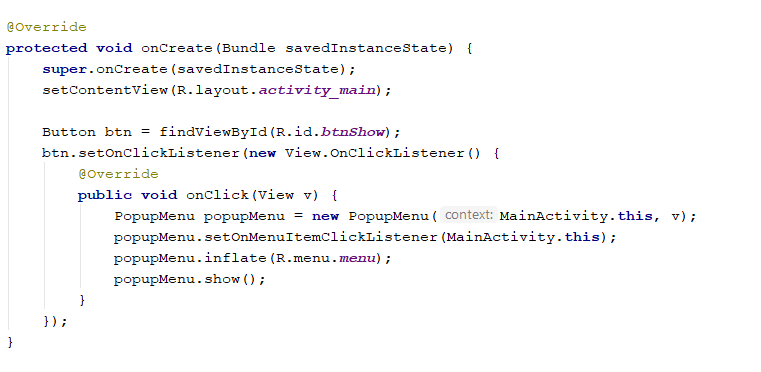 @Override
protected void onCreate(Bundle savedInstanceState) {
    super.onCreate(savedInstanceState);
    setContentView(R.layout.activity_main);

    Button btn = findViewById(R.id.btnShow);
    btn.setOnClickListener(new View.OnClickListener() {
        @Override
        public void onClick(View v) {
            PopupMenu popupMenu = new PopupMenu( context: MainActivity.this, v);
            popupMenu.setOnMenuItemClickListener(MainActivity.this);
            popupMenu.inflate(R.menu.menu);
            popupMenu.show();
        }
    });
}